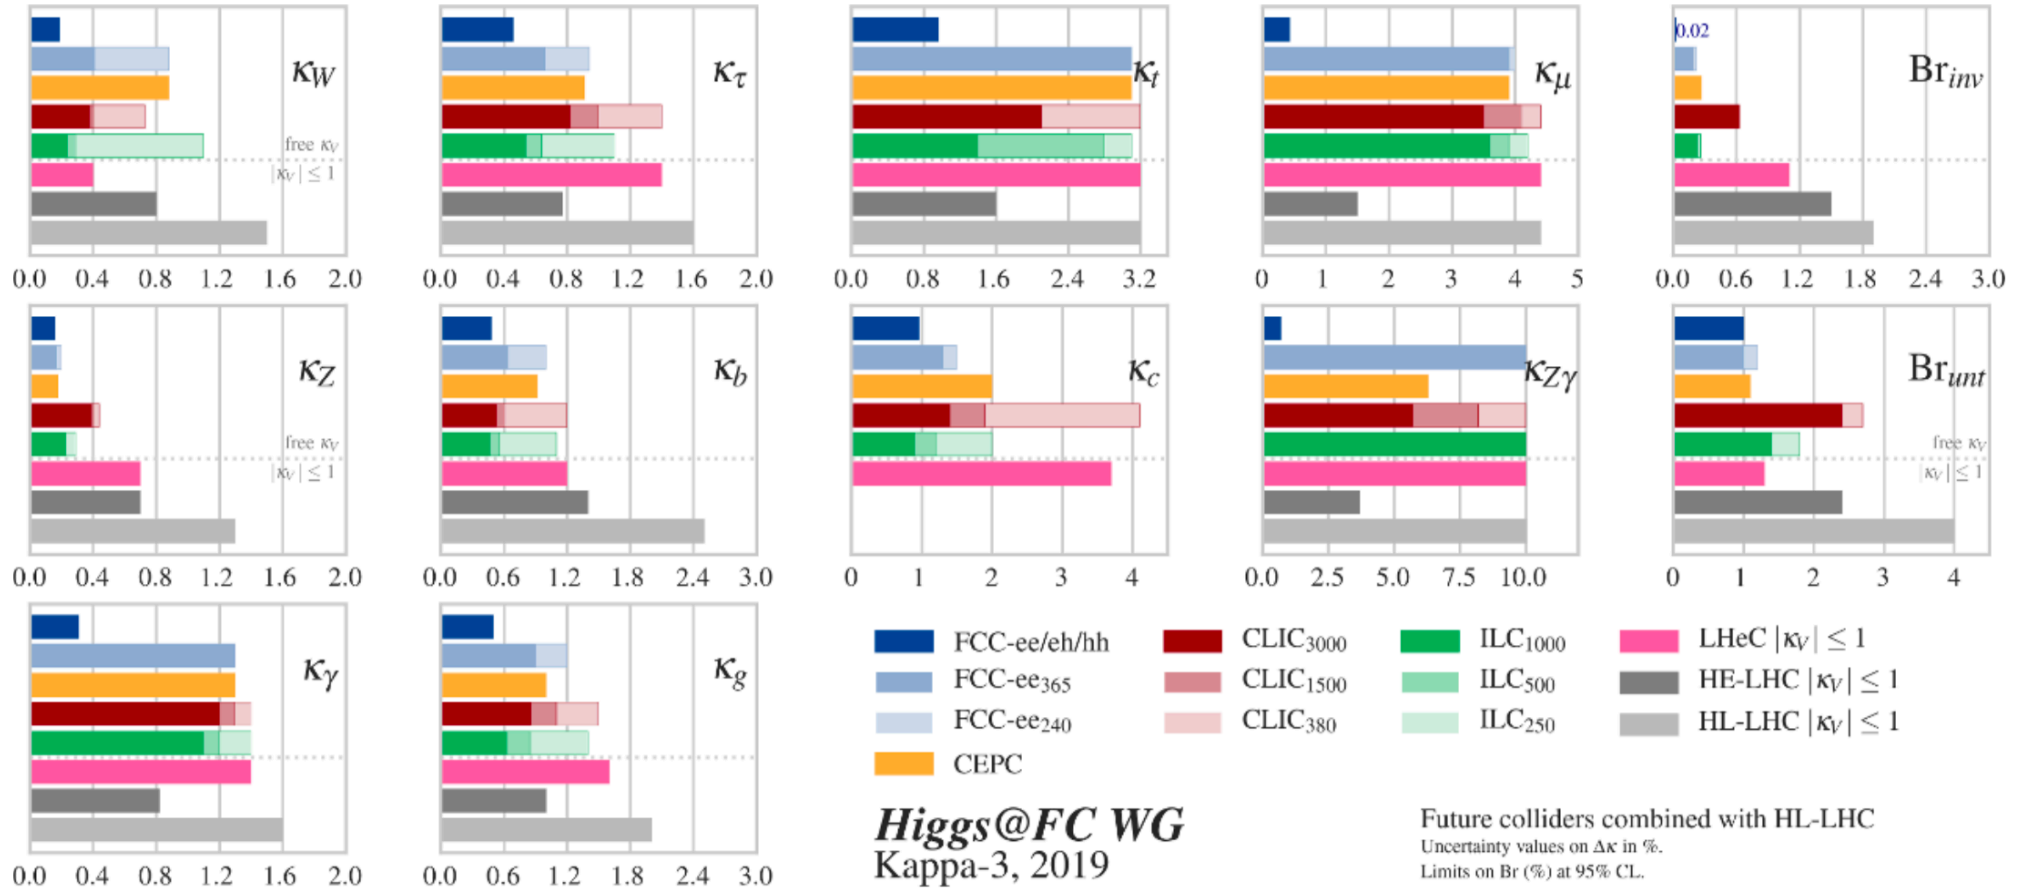 κW
free κV
|κV| ≤ 1
0.0 0.4 0.8 1.2 1.6 2.0
κτ
0.0 0.4 0.8 1.2 1.6 2.0
κt
0.0 0.8 1.6 2.4 3.2
κμ
0 1 2 3 4 5
0.02
Brinv
0.0 0.6 1.2 1.8 2.4 3.0
κZ
free κV
|κV| ≤ 1
0.0 0.4 0.8 1.2 1.6 2.0
κb
0.0 0.6 1.2 1.8 2.4 3.0
κc
0 1 2 3 4
κZγ
0.0 2.5 5.0 7.5 10.0
Brunt
free κV
|κV| ≤ 1
0 1 2 3 4
κγ
0.0 0.4 0.8 1.2 1.6 2.0
κg
0.0 0.6 1.2 1.8 2.4 3.0
FCC-ee/eh/hh
FCC-ee365
FCC-ee240
CEPC
CLIC3000
CLIC1500
CLIC380
ILC1000
ILC500
ILC250
LHeC |κV| ≤ 1
HE-LHC |κV| ≤ 1
HL-LHC |κV| ≤ 1
Higgs@FC WG
Kappa-3, 2019
Future colliders combined with HL-LHC
Uncertainty values on Δκ in %.
Limits on Br (%) at 95% CL.